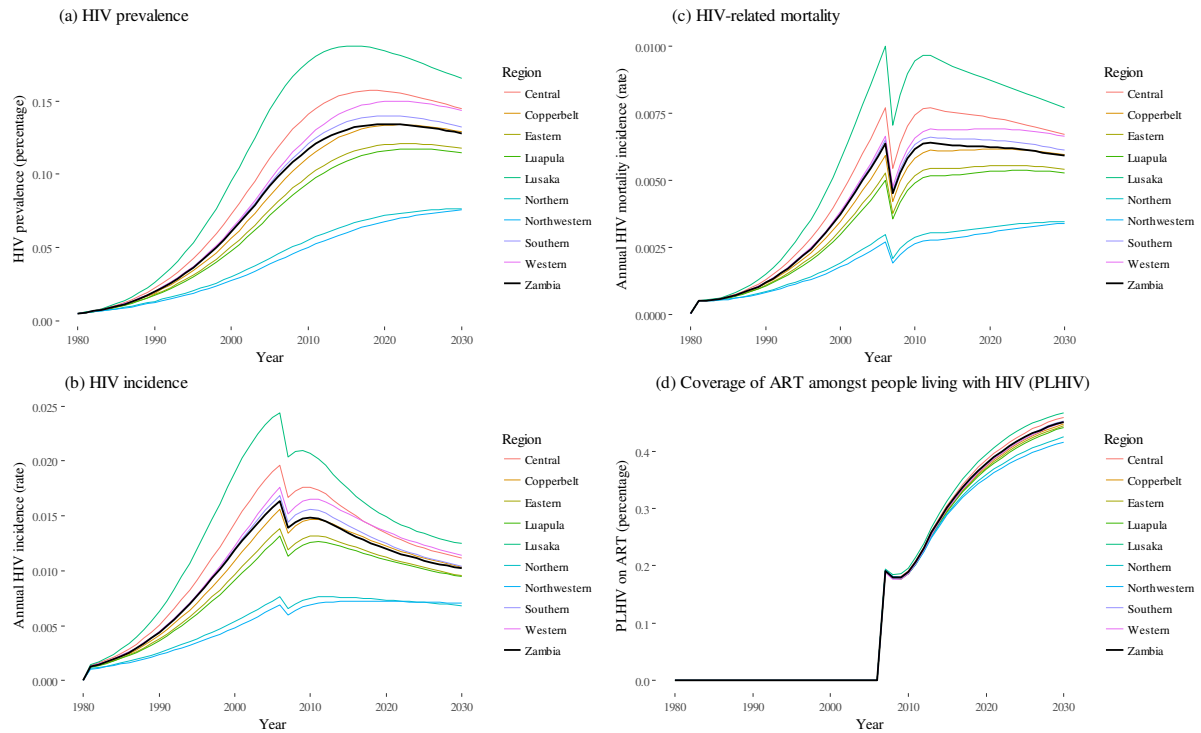 (a) HIV prevalence
HIV prevalence (percentage)
0.15
0.10
0.05
0.00
1980 1990 2000 2010 2020 2030
Year
Region
Central
Copperbelt
Eastern
Luapula
Lusaka
Northern
Northwestern
Southern
Western
Zambia
(c) HIV-related mortality
Annual HIV mortality incidence (rate)
0.0100
0.0075
0.0050
0.0025
0.0000
1980 1990 2000 2010 2020 2030
Year
Region
Central
Copperbelt
Eastern
Luapula
Lusaka
Northern
Northwestern
Southern
Western
Zambia
(b) HIV incidence
Annual HIV incidence (rate)
0.025
0.020
0.015
0.010
0.005
0.000
1980 1990 2000 2010 2020 2030
Year
Region
Central
Copperbelt
Eastern
Luapula
Lusaka
Northern
Northwestern
Southern
Western
Zambia
(d) Coverage of ART amongst people living with HIV (PLHIV)
PLHIV on ART (percentage)
0.4
0.3
0.2
0.1
0.0
1980 1990 2000 2010 2020 2030
Year
Region
Central
Copperbelt
Eastern
Luapula
Lusaka
Northern
Northwestern
Southern
Western
Zambia